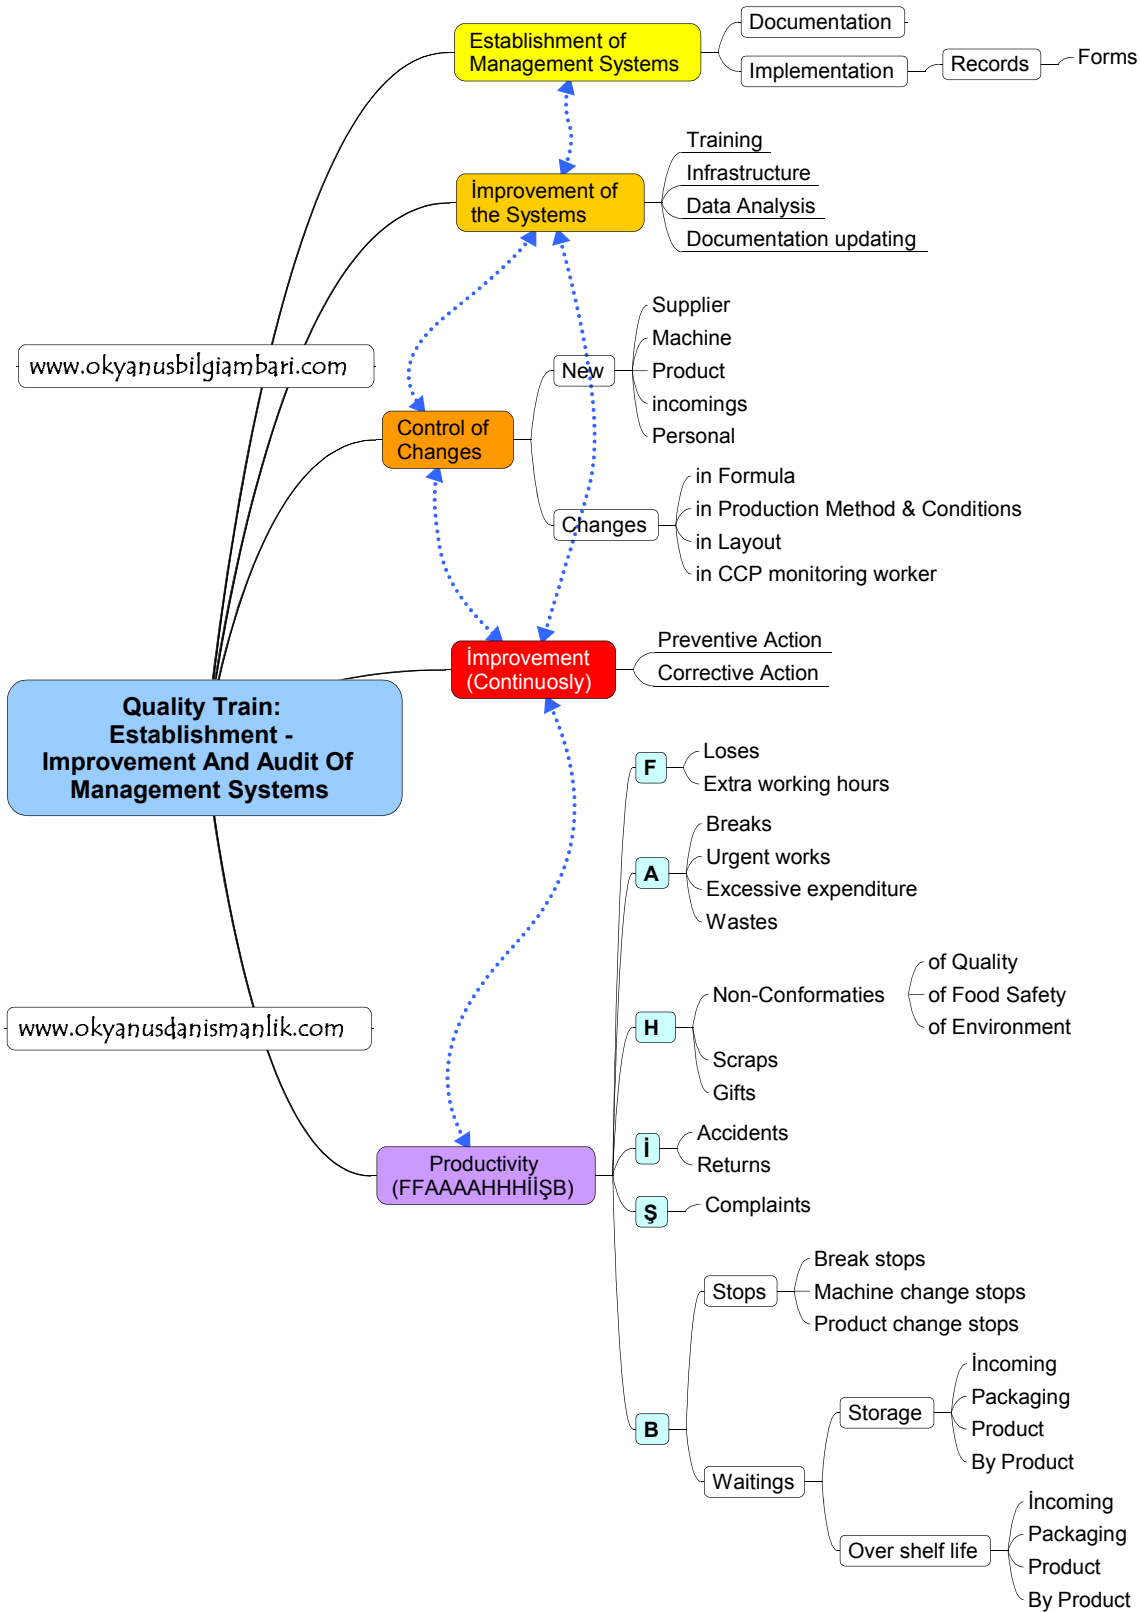 Establishment of
Management Systems
Documentation
Implementation
Records
Forms
İmprovement of
the Systems
Training
Infrastructure
Data Analysis
Documentation updating
www.okyanusbilgiambari.com
Control of
Changes
New
Supplier
Machine
Product
incomings
Personal
Changes
in Formula
in Production Method & Conditions
in Layout
in CCP monitoring worker
İmprovement
(Continuosly)
Preventive Action
Corrective Action
Quality Train:
Establishment -
Improvement And Audit Of
Management Systems
www.okyanusdanismanlik.com
Productivity
(FFAAAAHHHİİŞB)
F
Loses
Extra working hours
A
Breaks
Urgent works
Excessive expenditure
Wastes
H
Non-Conformaties
of Quality
of Food Safety
of Environment
Scraps
Gifts
İ
Accidents
Returns
Ş
Complaints
B
Stops
Break stops
Machine change stops
Product change stops
Waitings
Storage
İncoming
Packaging
Product
By Product
Over shelf life
İncoming
Packaging
Product
By Product